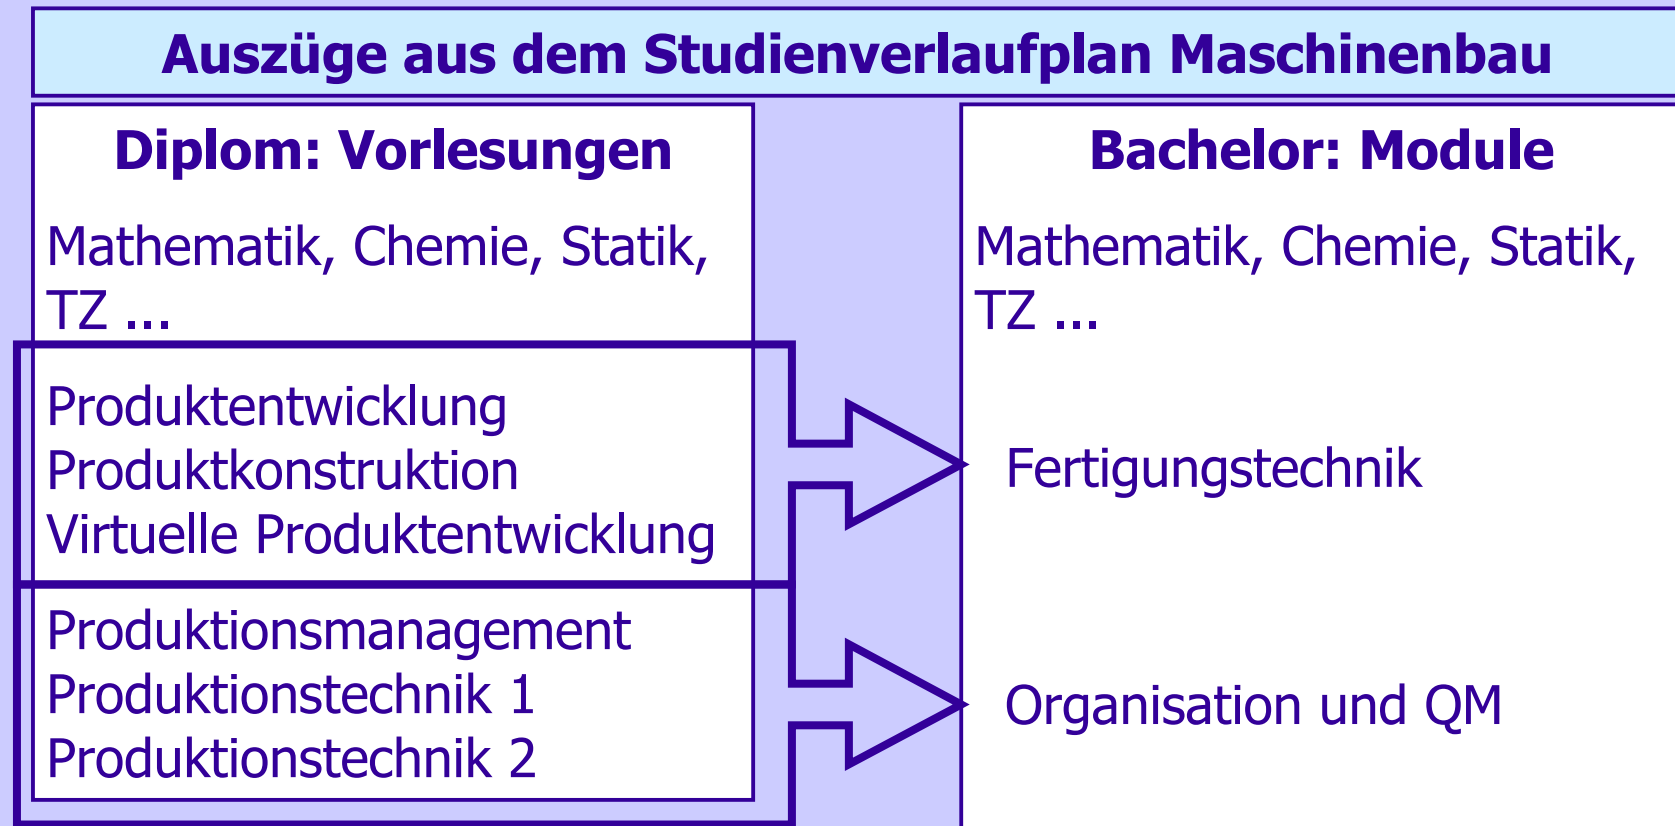 Auszüge aus dem Studienverlaufplan Maschinenbau
Diplom: Vorlesungen
Mathematik, Chemie, Statik,
TZ ...
Produktentwicklung
Produktkonstruktion
Virtuelle Produktentwicklung
Produktionsmanagement
Produktionstechnik 1
Produktionstechnik 2
Bachelor: Module
Mathematik, Chemie, Statik,
TZ ...
Fertigungstechnik
Organisation und QM